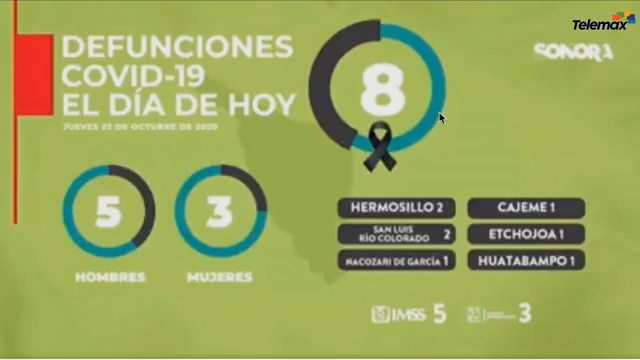 Telemax
SONORA
DEFUNCIONES
COVID-19
EL DÍA DE HOY
JUEVES 22 DE OCTUBRE DE 2020
8
5
HOMBRES
3
MUJERES
HERMOSILLO 2
CAJEME 1
SAN LUIS
RÍO COLORADO 2
ETCHOJOA 1
NACOZARI DE GARCÍA 1
HUATABAMPO 1
IMSS 5
3